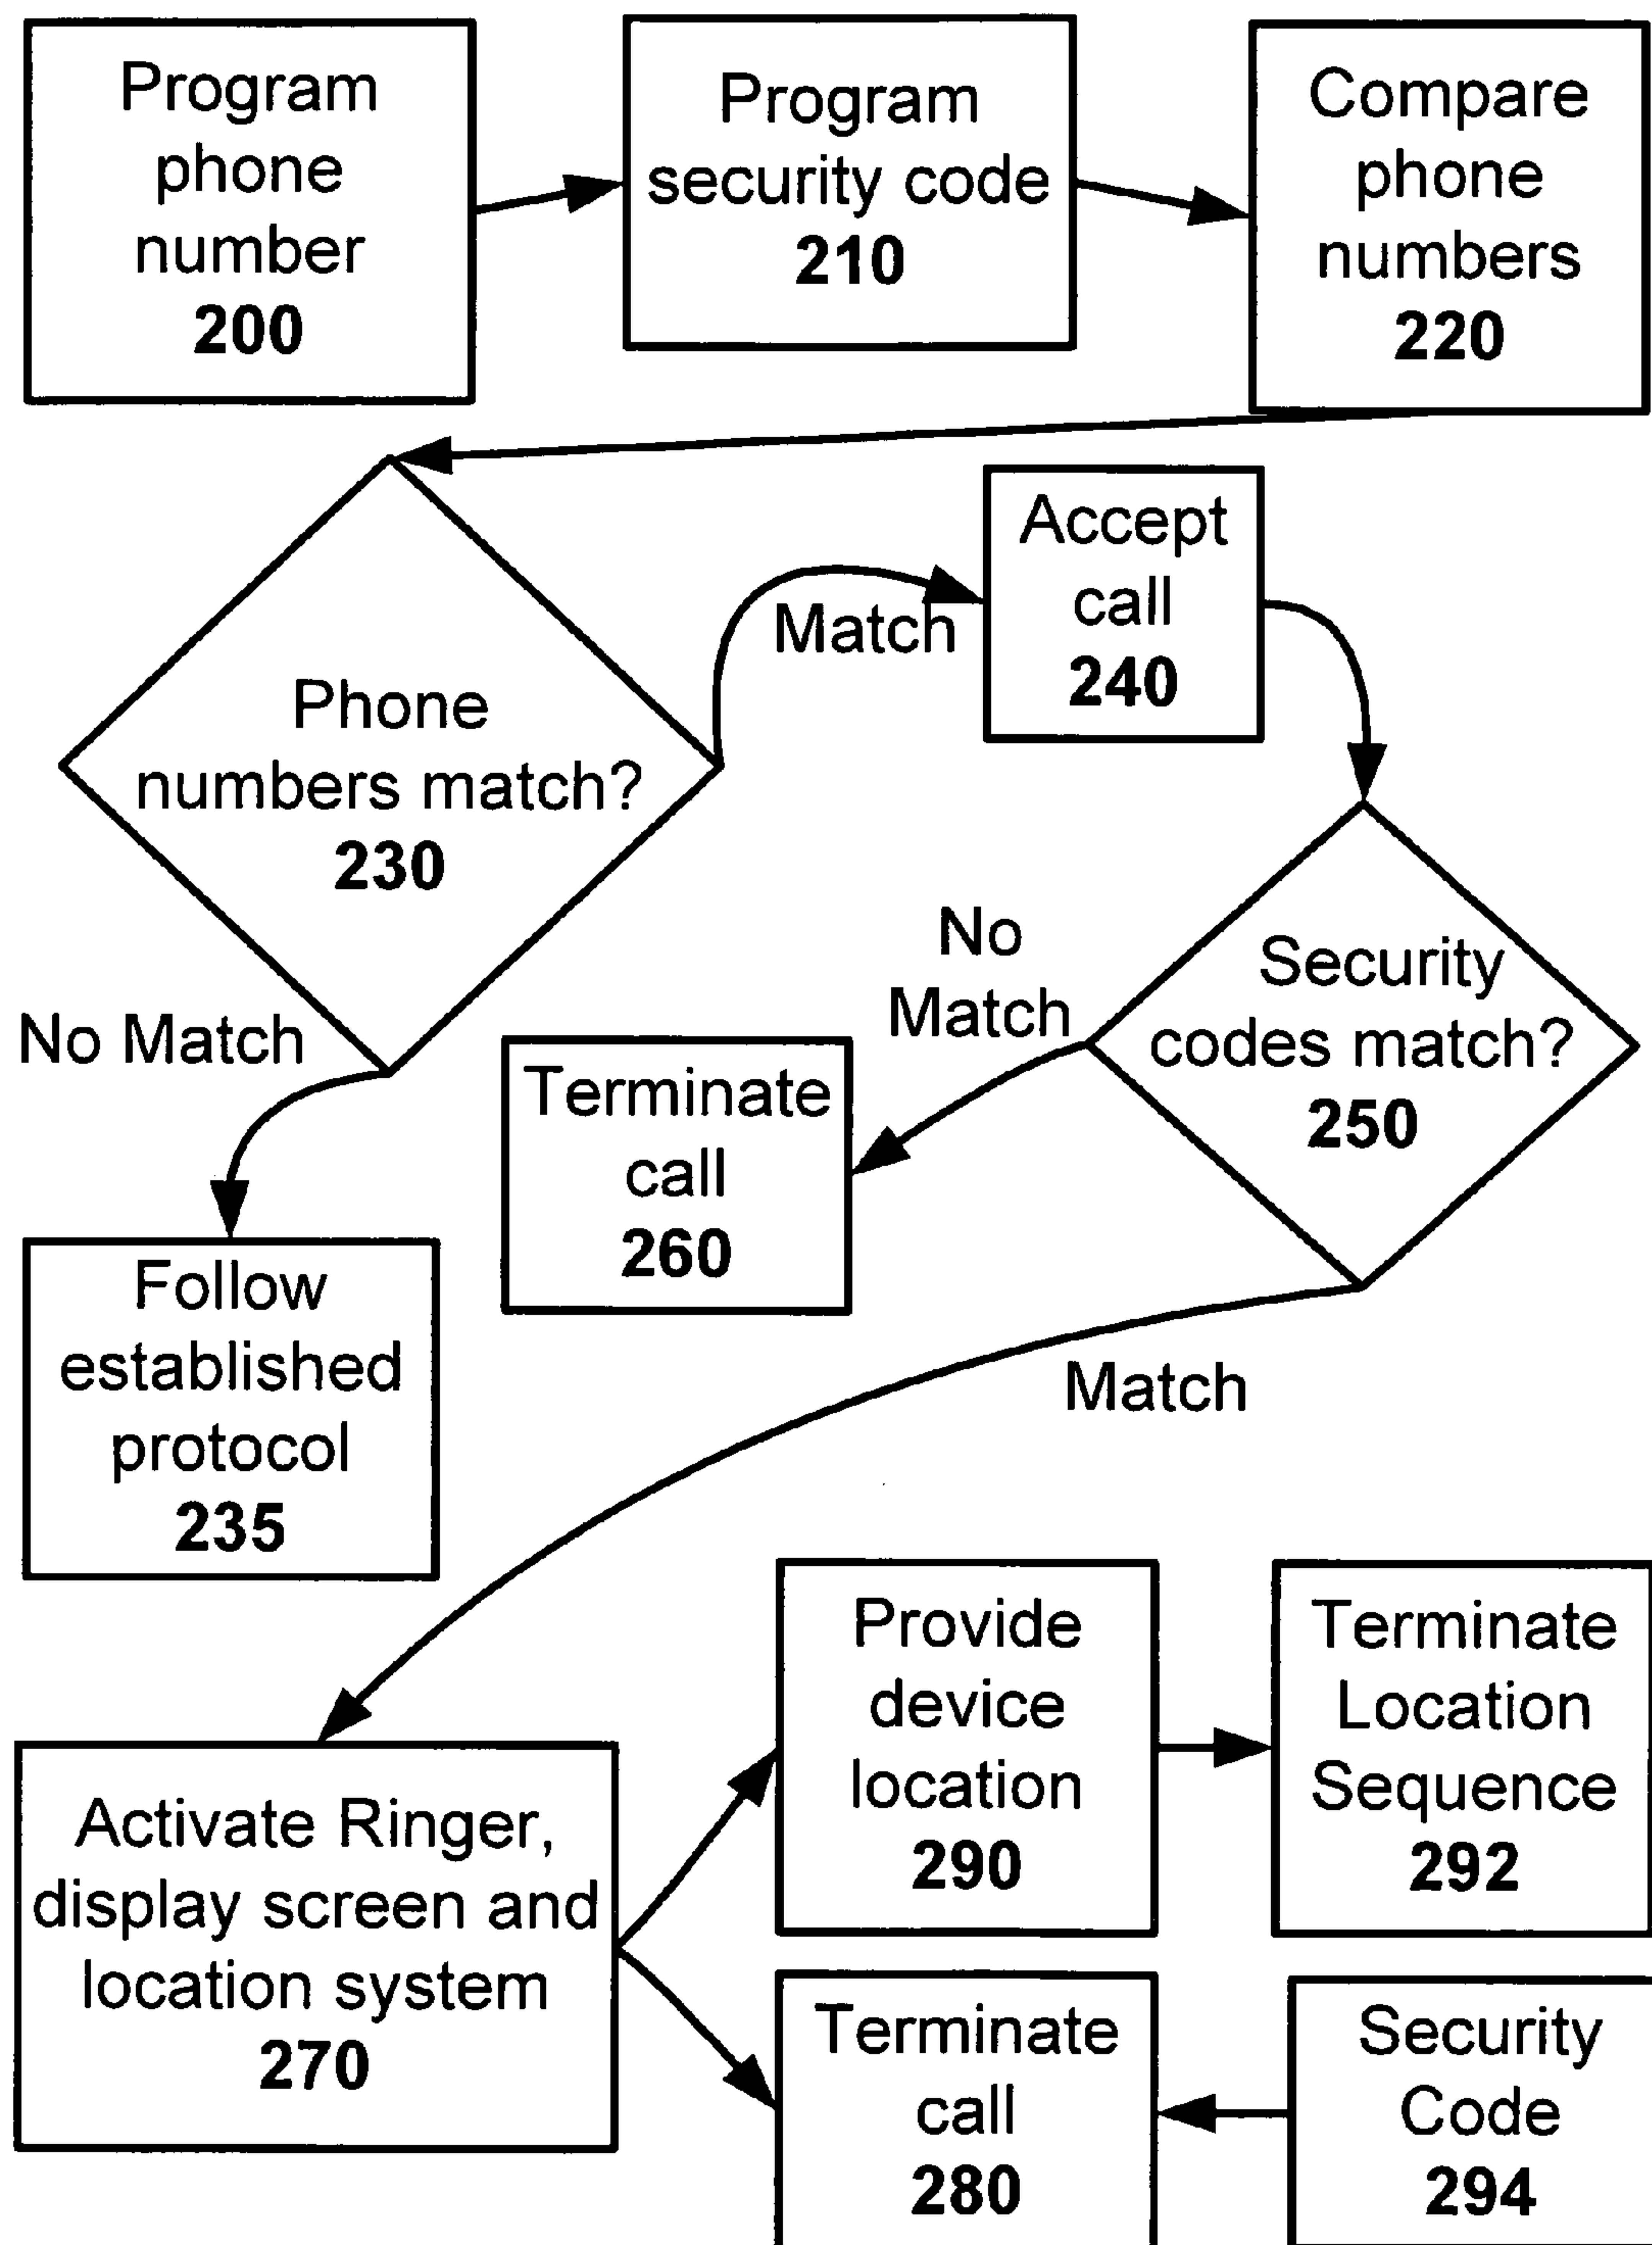 Program
phone
number
200
Program
security code
210
Compare
phone
numbers
220
Phone
numbers match?
230
Match
Accept
call
240
No Match
No
Match
Security
codes match?
250
Terminate
call
260
Follow
established
protocol
235
Match
Activate Ringer,
display screen and
location system
270
Provide
device
location
290
Terminate
Location
Sequence
292
Terminate
call
280
Security
Code
294